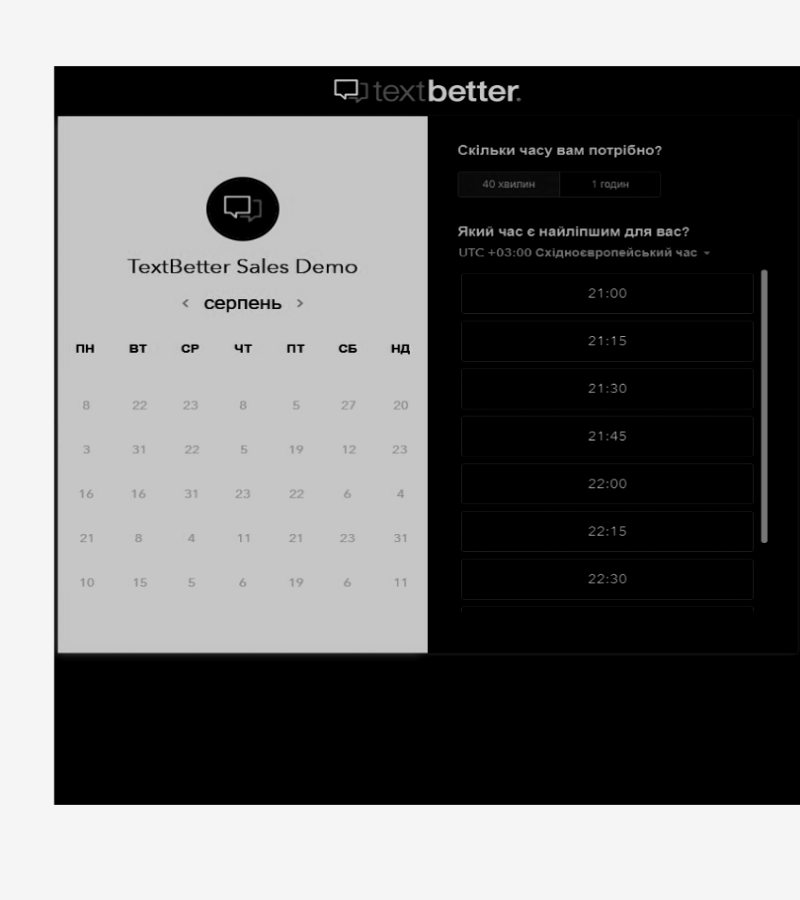 textbetter.
TextBetter Sales Demo
‹ серпень ›
ПН ВТ СР ЧТ ПТ СБ НД
8 22 23 8 5 27 20
3 31 22 5 19 12 23
16 16 31 23 22 6 4
21 8 4 11 21 23 31
10 15 5 6 19 6 11
Скільки часу вам потрібно?
40 хвилин 1 годин
Який час є найліпшим для вас?
UTC +03:00 Східноєвропейський час
21:00
21:15
21:30
21:45
22:00
22:15
22:30